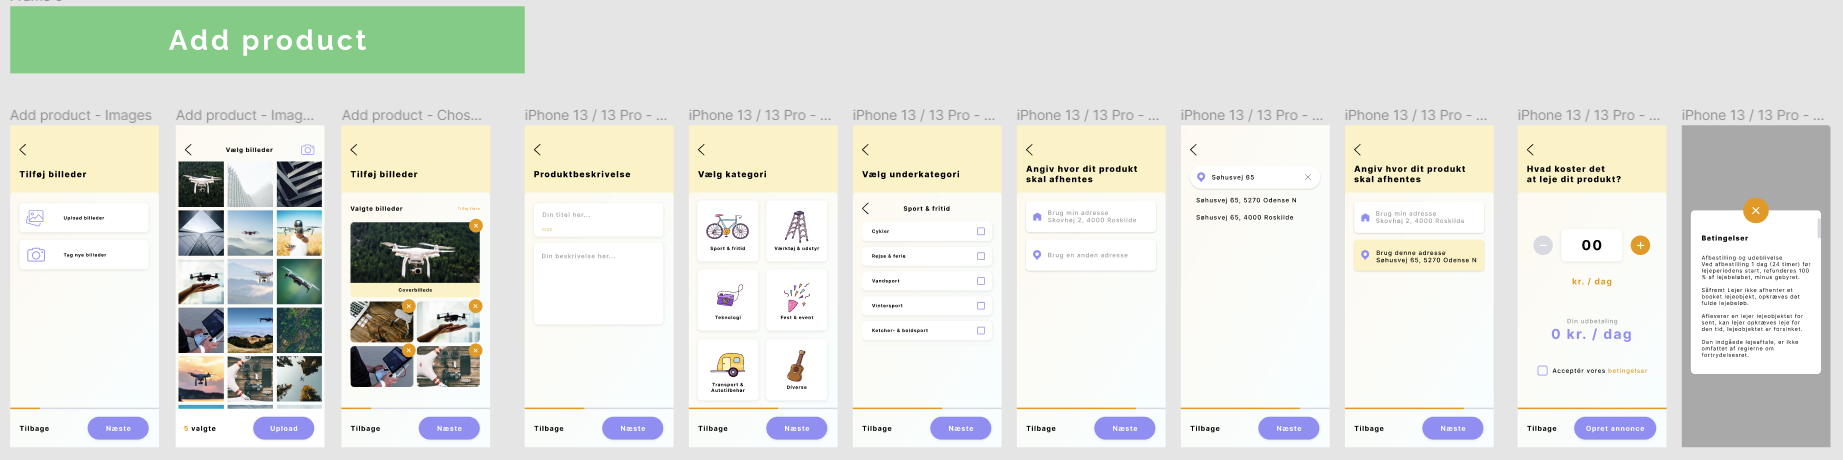 Add product
Add product - Images
Tilføj billeder
Upload billeder
Tag nye billeder
Tilbage
Næste
Add product - Imag...
Vælg billeder
5 valgte
Upload
Add product - Chos...
Tilføj billeder
Valgte billeder
Tilføj flere
Coverbillede
Tilbage
Næste
iPhone 13 / 13 Pro - ...
Produktbeskrivelse
Din titel her...
Din beskrivelse her...
Tilbage
Næste
iPhone 13 / 13 Pro - ...
Vælg kategori
Sport & fritid
Værktøj & udstyr
Teknologi
Fest & event
Transport &
Autotilbehør
Diverse
Tilbage
Næste
iPhone 13 / 13 Pro - ...
Vælg underkategori
Sport & fritid
Cykler
Rejse & ferie
Vandsport
Vintersport
Ketcher- & boldsport
Tilbage
Næste
iPhone 13 / 13 Pro - ...
Angiv hvor dit produkt
skal afhentes
Brug min adresse
Skovhøj 2, 4000 Roskilde
Brug en anden adresse
Tilbage
Næste
iPhone 13 / 13 Pro - ...
Søhusvej 65
Søhusvej 65, 5270 Odense N
Søhusvej 65, 4000 Roskilde
Tilbage
Næste
iPhone 13 / 13 Pro - ...
Angiv hvor dit produkt
skal afhentes
Brug min adresse
Skovhøj 2, 4000 Roskilde
Brug denne adresse
Søhusvej 65, 5270 Odense N
Tilbage
Næste
iPhone 13 / 13 Pro - ...
Hvad koster det
at leje dit produkt?
00
kr. / dag
Din udbetaling
0 kr. / dag
Acceptér vores betingelser
Tilbage
Opret annonce
iPhone 13 / 13 Pro - ...
Betingelser
Afbestilling og udeblivelse
Ved afbestilling 1 dag (24 timer) før
lejeperiodens start, refunderes 100
% af lejebeløbet, minus gebyret.
Såfremt Lejer ikke afhenter et
booket lejeobjekt, opkræves det
fulde lejebeløb.
Afleverer en lejer lejeobjektet for
sent, kan lejer opkræves leje for
den tid, lejeobjektet er forsinket.
Den indgåede lejeaftale, er ikke
omfattet af reglerne om
fortrydelsesret.